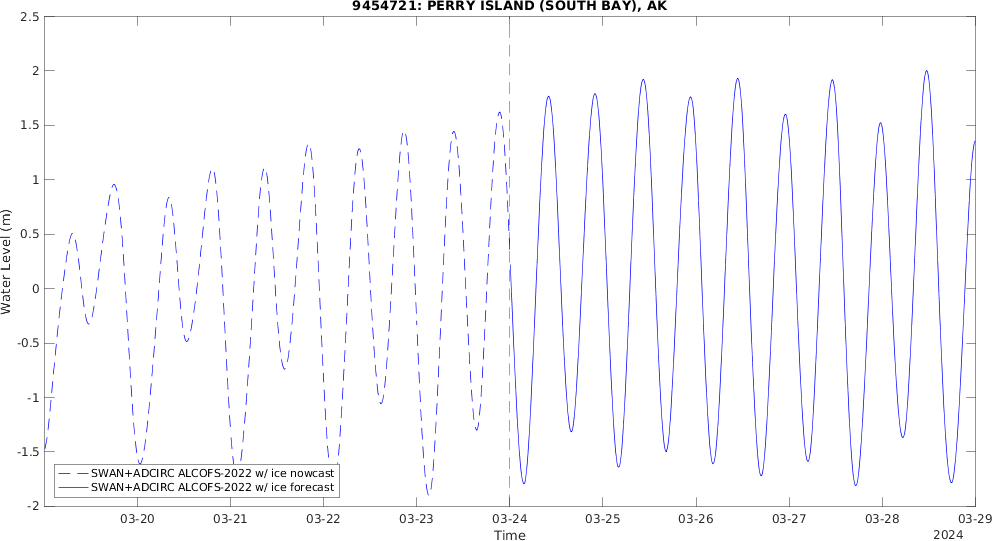 9454721: PERRY ISLAND (SOUTH BAY), AK
2.5
2
1.5
1
0.5
0
-0.5
-1
-1.5
-2
Water Level (m)
SWAN+ADCIRC ALCOFS-2022 w/ ice nowcast
SWAN+ADCIRC ALCOFS-2022 w/ ice forecast
03-20 03-21 03-22 03-23 03-24 03-25 03-26 03-27 03-28 03-29
Time
2024